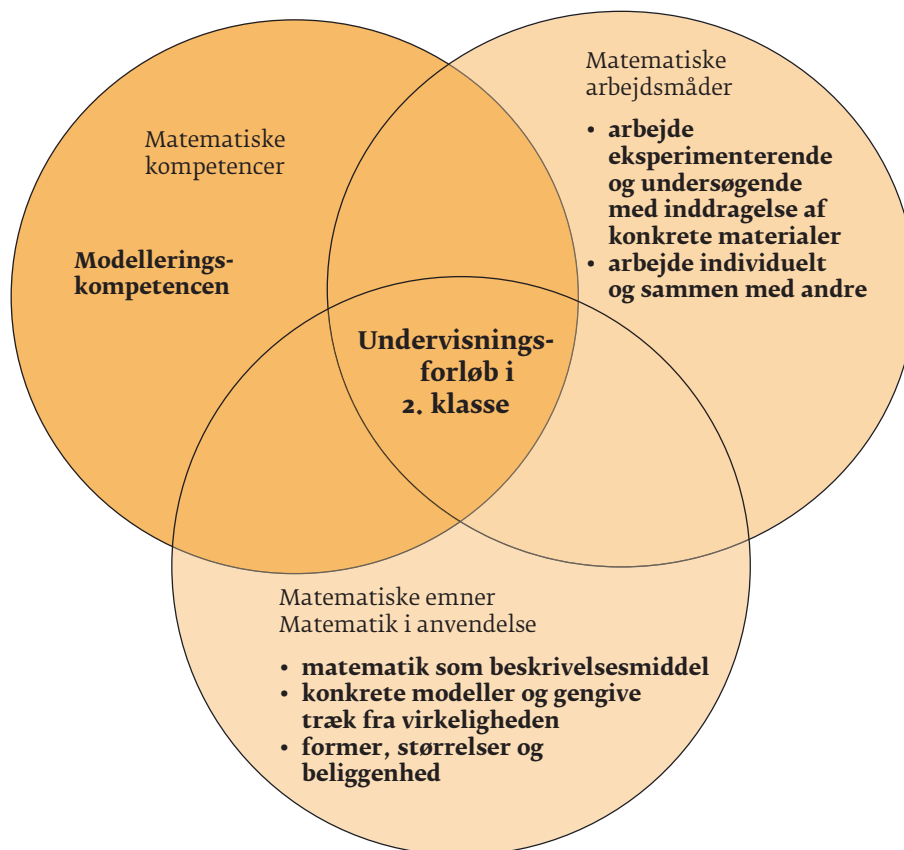 Matematiske
kompetencer
Modellerings-
kompetencen
Matematiske
arbejdsmåder
• arbejde
eksperimenterende
og undersøgende
med inddragelse af
konkrete materialer
• arbejde individuelt
og sammen med andre
Undervisnings-
forløb i
2. klasse
Matematiske emner
Matematik i anvendelse
• matematik som beskrivelsesmiddel
• konkrete modeller og gengive
træk fra virkeligheden
• former, størrelser og
beliggenhed